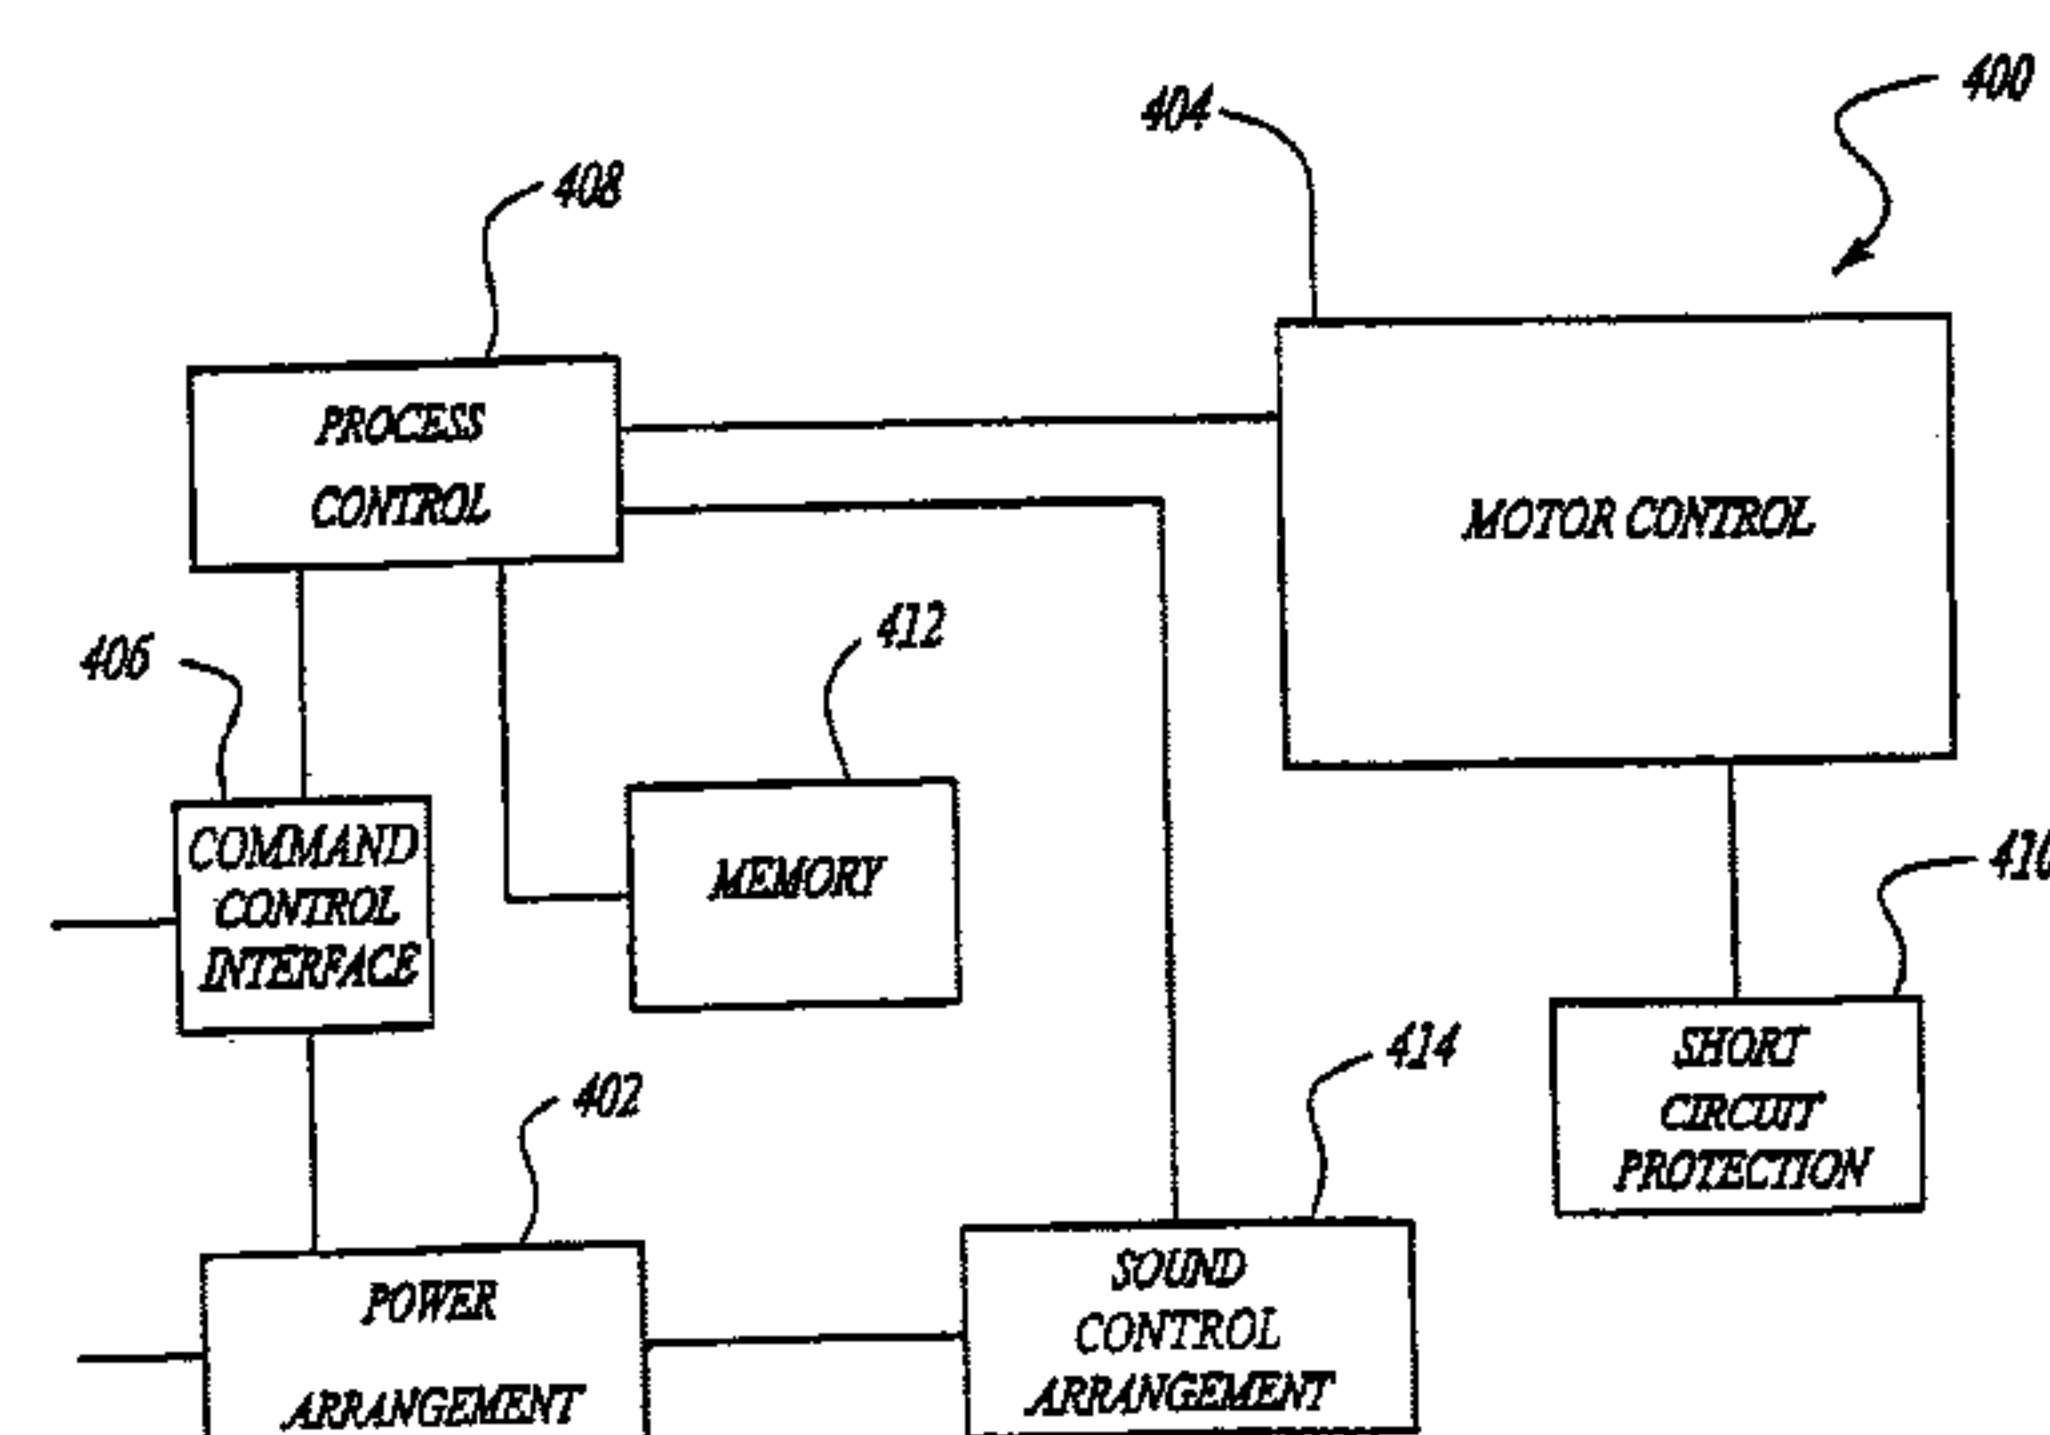 400
404
408
PROCESS
CONTROL
MOTOR CONTROL
412
406
COMMAND
CONTROL
INTERFACE
MEMORY
410
SHORT
CIRCUIT
PROTECTION
414
402
POWER
ARRANGEMENT
SOUND
CONTROL
ARRANGEMENT